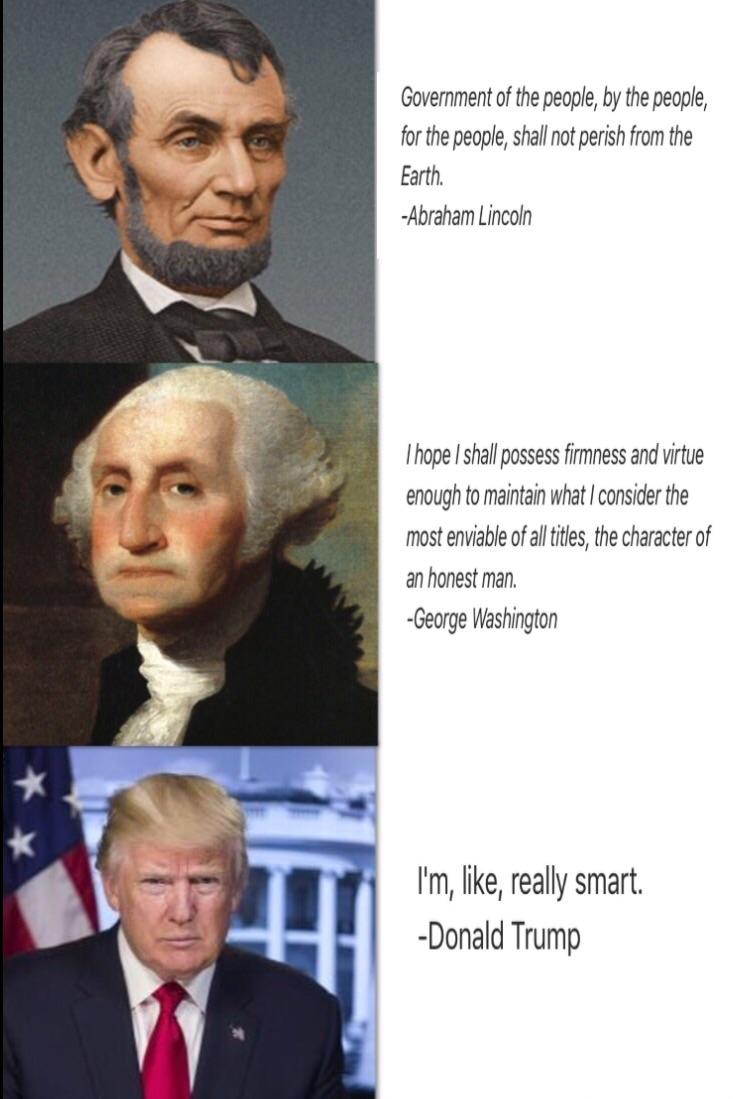 Government of the people, by the people,
for the people, shall not perish from the
Earth.
-Abraham Lincoln
I hope I shall possess firmness and virtue
enough to maintain what I consider the
most enviable of all titles, the character of
an honest man.
-George Washington
I'm, like, really smart.
-Donald Trump